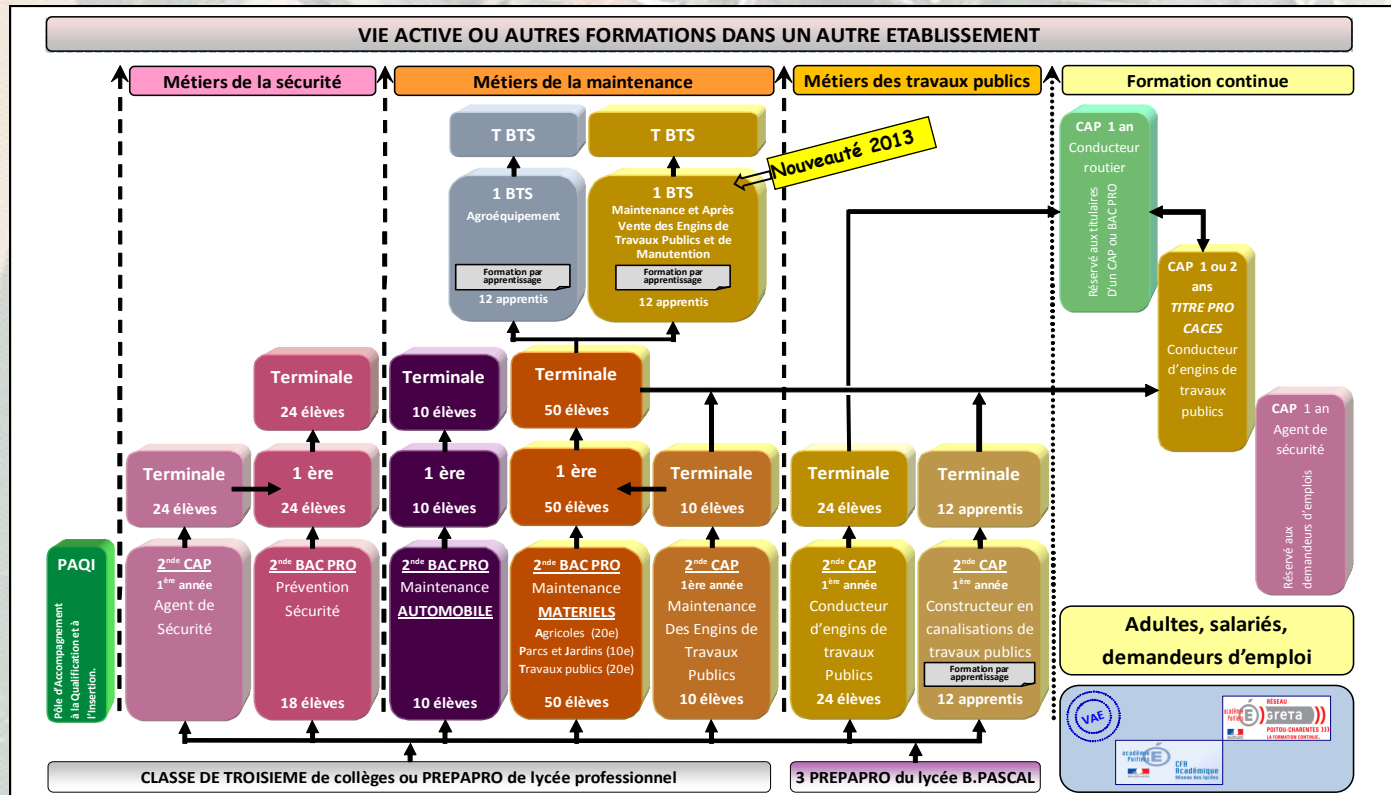 VIE ACTIVE OU AUTRES FORMATIONS DANS UN AUTRE ETABLISSEMENT
Métiers de la sécurité
Métiers de la maintenance
Métiers des travaux publics
Formation continue
T BTS
T BTS
Nouveauté 2013
1 BTS
Agroéquipement
Formation par
apprentissage
12 apprentis
1 BTS
Maintenance et Après
Vente des Engins de
Travaux Publics et de
Manutention
Formation par
apprentissage
12 apprentis
CAP 1 an
Conducteur
routier
Réservé aux titulaires
D'un CAP ou BAC PRO
CAP 1 ou 2
ans
TITRE PRO
CACES
Conducteur
d'engins de
travaux
publics
CAP 1 an
Agent de
sécurité
Réservé aux
demandeurs d'emplois
Terminale
24 élèves
Terminale
10 élèves
Terminale
50 élèves
Terminale
24 élèves
1 ère
24 élèves
1 ère
10 élèves
1 ère
50 élèves
Terminale
10 élèves
Terminale
24 élèves
Terminale
12 apprentis
PAQI
Pôle d'Accompagnement
à la Qualification et à
l'Insertion.
2nde CAP
1ère année
Agent de
Sécurité
2nde BAC PRO
Prévention
Sécurité
18 élèves
2nde BAC PRO
Maintenance
AUTOMOBILE
10 élèves
2nde BAC PRO
Maintenance
MATERIELS
Agricoles (20e)
Parcs et Jardins (10e)
Travaux publics (20e)
50 élèves
2nde CAP
1ère année
Maintenance
Des Engins de
Travaux
Publics
10 élèves
2nde CAP
1ère année
Conducteur
d'engins de
travaux
Publics
24 élèves
2nde CAP
1ère année
Constructeur en
canalisations de
travaux publics
Formation par
apprentissage
12 apprentis
Adultes, salariés,
demandeurs d'emploi
VAE
académie
Poitiers
RÉSEAU
GRETA
POITOU-CHARENTES
LA FORMATION CONTINUE.
académie
Poitiers
CFA
Académique
Réseau des lycées
CLASSE DE TROISIEME de collèges ou PREPAPRO de lycée professionnel
3 PREPAPRO du lycée B.PASCAL